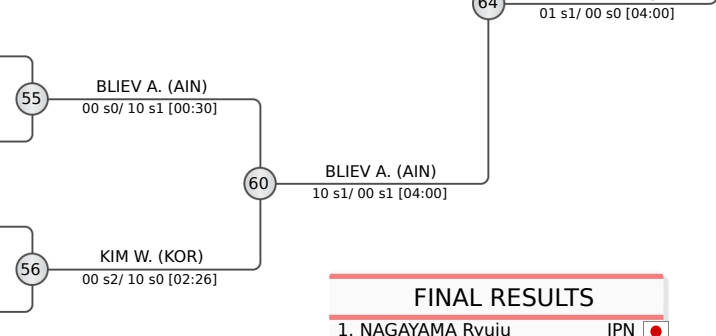 64
01 s1/ 00 s0 [04:00]
BLIEV A. (AIN)
55
00 s0/ 10 s1 [00:30]
BLIEV A. (AIN)
60
10 s1/ 00 s1 [04:00]
KIM W. (KOR)
56
00 s2/ 10 s0 [02:26]
FINAL RESULTS
1. NAGAYAMA Ryuju IPN